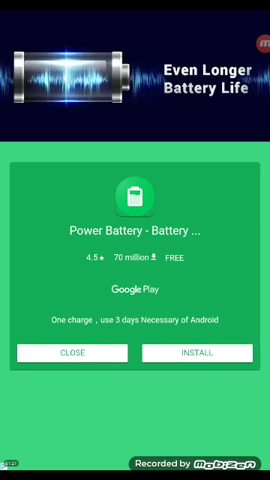 Even Longer
Battery Life
Power Battery - Battery ...
4.5★ 70 million FREE
Google Play
One charge , use 3 days Necessary of Android
CLOSE INSTALL
Recorded by mobizen